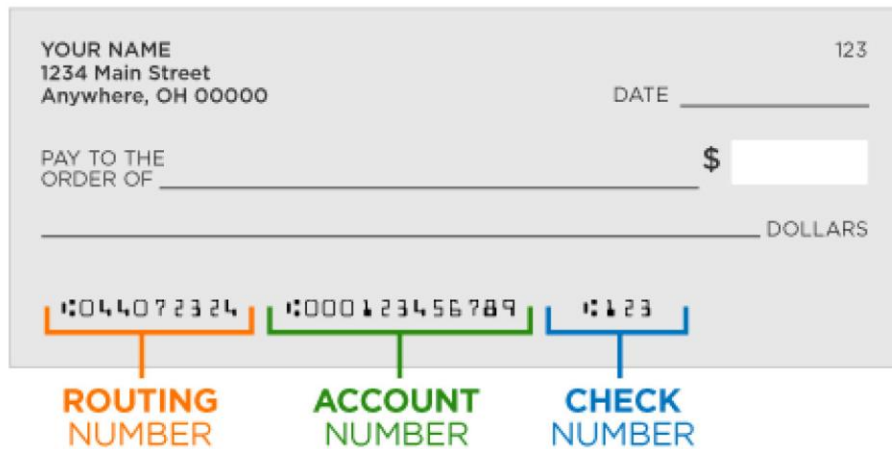 YOUR NAME 123
1234 Main Street
Anywhere, OH 00000 DATE
PAY TO THE
ORDER OF $
DOLLARS
⑆044072324 ⑆000123456789 ⑆123
ROUTING ACCOUNT CHECK
NUMBER NUMBER NUMBER